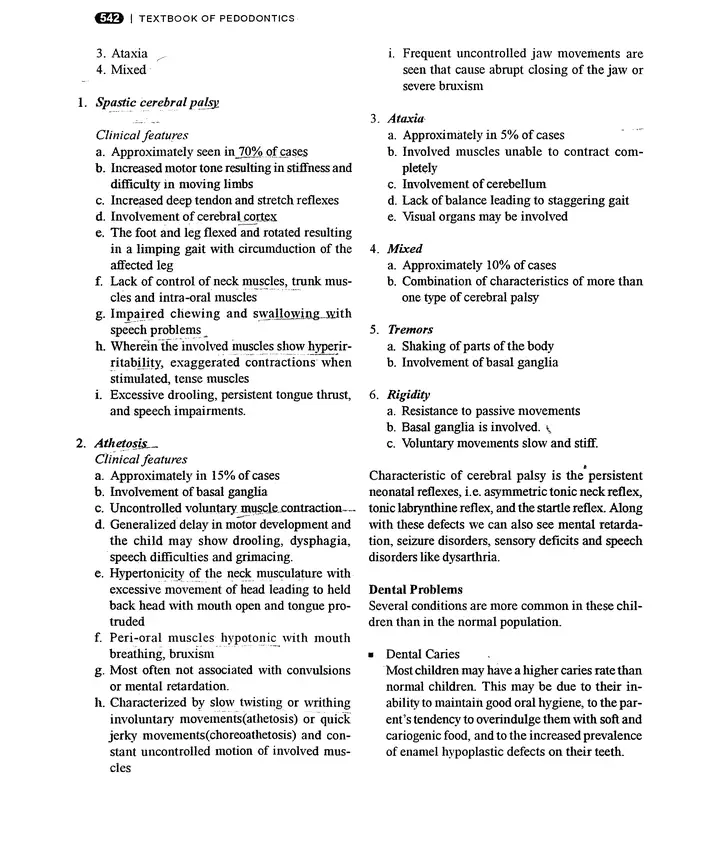 542 | TEXTBOOK OF PEDODONTICS
3. Ataxia
4. Mixed
1. Spastic cerebral palsy
Clinical features
a. Approximately seen in 70% of cases
b. Increased motor tone resulting in stiffness and
difficulty in moving limbs
c. Increased deep tendon and stretch reflexes
d. Involvement of cerebral cortex
e. The foot and leg flexed and rotated resulting
in a limping gait with circumduction of the
affected leg
f. Lack of control of neck muscles, trunk mus-
cles and intra-oral muscles
g. Impaired chewing and swallowing with
speech problems
h. Wherein the involved muscles show hyperir-
ritability, exaggerated contractions when
stimulated, tense muscles
i. Excessive drooling, persistent tongue thrust,
and speech impairments.
2. Athetosis
Clinical features
a. Approximately in 15% of cases
b. Involvement of basal ganglia
c. Uncontrolled voluntary muscle contraction
d. Generalized delay in motor development and
the child may show drooling, dysphagia,
speech difficulties and grimacing.
e. Hypertonicity of the neck musculature with
excessive movement of head leading to held
back head with mouth open and tongue pro-
truded
f. Peri-oral muscles hypotonic with mouth
breathing, bruxism
g. Most often not associated with convulsions
or mental retardation.
h. Characterized by slow twisting or writhing
involuntary movements(athetosis) or quick
jerky movements(choreoathetosis) and con-
stant uncontrolled motion of involved mus-
cles
i. Frequent uncontrolled jaw movements are
seen that cause abrupt closing of the jaw or
severe bruxism
3. Ataxia
a. Approximately in 5% of cases
b. Involved muscles unable to contract com-
pletely
c. Involvement of cerebellum
d. Lack of balance leading to staggering gait
e. Visual organs may be involved
4. Mixed
a. Approximately 10% of cases
b. Combination of characteristics of more than
one type of cerebral palsy
5. Tremors
a. Shaking of parts of the body
b. Involvement of basal ganglia
6. Rigidity
a. Resistance to passive movements
b. Basal ganglia is involved.
c. Voluntary movements slow and stiff.
Characteristic of cerebral palsy is the persistent
neonatal reflexes, i.e. asymmetric tonic neck reflex,
tonic labrynthine reflex, and the startle reflex. Along
with these defects we can also see mental retarda-
tion, seizure disorders, sensory deficits and speech
disorders like dysarthria.
Dental Problems
Several conditions are more common in these chil-
dren than in the normal population.
■ Dental Caries
Most children may have a higher caries rate than
normal children. This may be due to their in-
ability to maintain good oral hygiene, to the par-
ent's tendency to overindulge them with soft and
cariogenic food, and to the increased prevalence
of enamel hypoplastic defects on their teeth.